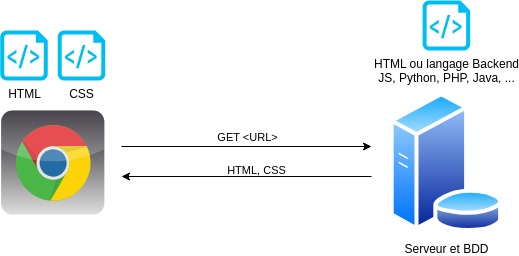 HTML ou langage Backend
JS, Python, PHP, Java, ...
HTML
CSS
GET <URL>
HTML, CSS
Serveur et BDD